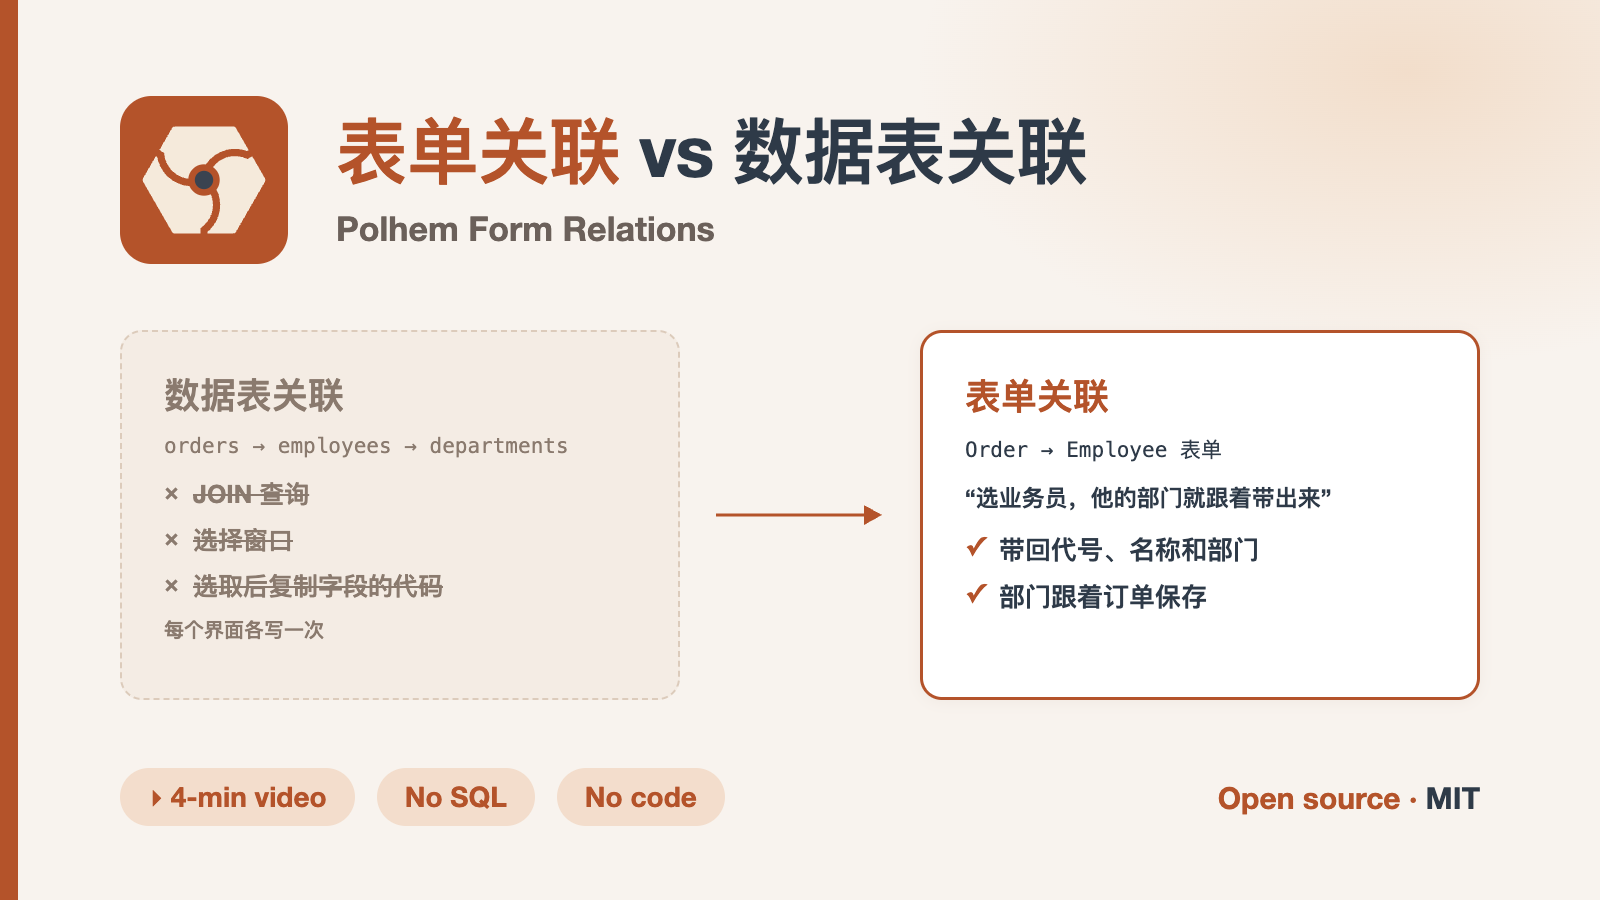 表单关联 vs 数据表关联
Polhem Form Relations
数据表关联
orders → employees → departments
× JOIN 查询
× 选择窗口
× 选取后复制字段的代码
每个界面各写一次
表单关联
Order → Employee 表单
“选业务员，他的部门就跟着带出来”
✓ 带回代号、名称和部门
✓ 部门跟着订单保存
4-min video
No SQL
No code
Open source · MIT